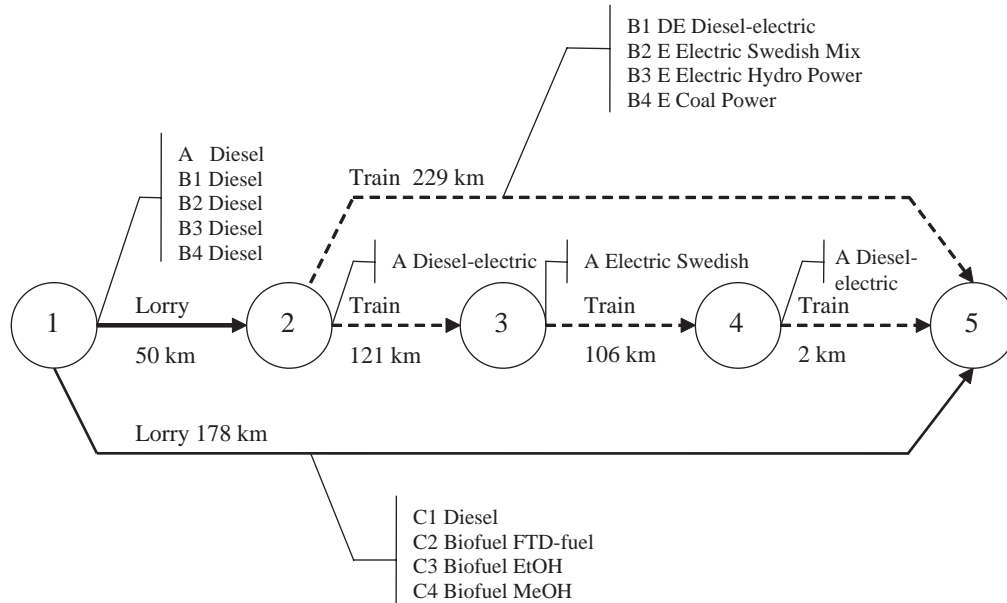 B1 DE Diesel-electric
B2 E Electric Swedish Mix
B3 E Electric Hydro Power
B4 E Coal Power
A Diesel
B1 Diesel
B2 Diesel
B3 Diesel
B4 Diesel
Train 229 km
A Diesel-electric
A Electric Swedish
A Diesel-
electric
1
Lorry
50 km
2
Train
121 km
3
Train
106 km
4
Train
2 km
5
Lorry 178 km
C1 Diesel
C2 Biofuel FTD-fuel
C3 Biofuel EtOH
C4 Biofuel MeOH